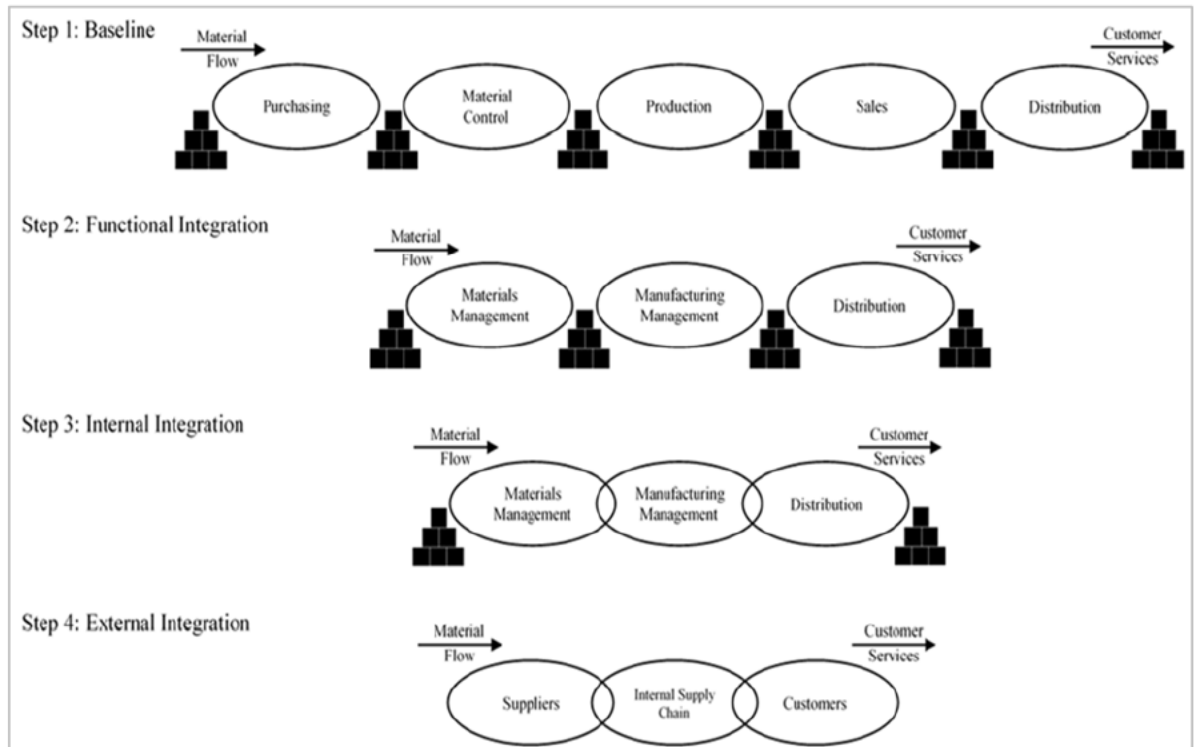 Step 1: Baseline
Material
Flow
Customer
Services
Purchasing
Material
Control
Production
Sales
Distribution
Step 2: Functional Integration
Material
Flow
Customer
Services
Materials
Management
Manufacturing
Management
Distribution
Step 3: Internal Integration
Material
Flow
Customer
Services
Materials
Management
Manufacturing
Management
Distribution
Step 4: External Integration
Material
Flow
Customer
Services
Suppliers
Internal Supply
Chain
Customers